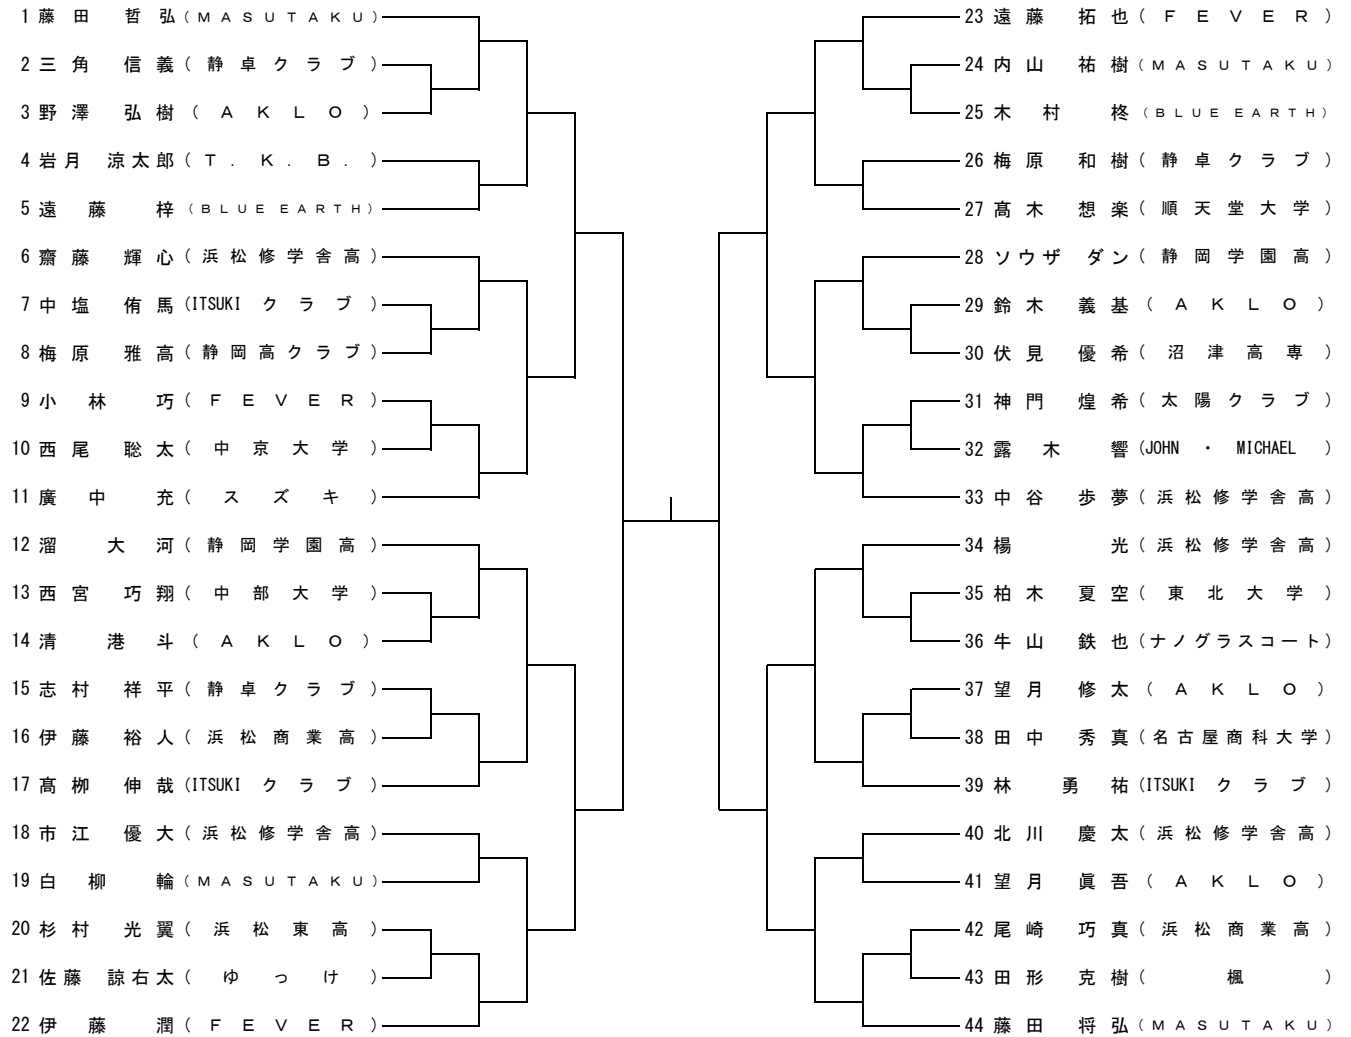 1 藤田 哲弘 (MASUTAKU)
2 三角 信義 (静卓クラブ)
3 野澤 弘樹 (AKLO)
4 岩月 涼太郎 (T.K.B.)
5 遠藤 梓 (BLUE EARTH)
6 齋藤 輝心 (浜松修学舎高)
7 中塩 侑馬 (ITSUKI クラブ)
8 梅原 雅高 (静岡高クラブ)
9 小林 巧 (FEVER)
10 西尾 聡太 (中京大学)
11 廣中 充 (スズキ)
12 溜 大河 (静岡学園高)
13 西宮 巧翔 (中部大学)
14 清 港斗 (AKLO)
15 志村 祥平 (静卓クラブ)
16 伊藤 裕人 (浜松商業高)
17 髙栁 伸哉 (ITSUKI クラブ)
18 市江 優大 (浜松修学舎高)
19 白柳 輪 (MASUTAKU)
20 杉村 光翼 (浜松東高)
21 佐藤 諒右太 (ゆっけ)
22 伊藤 潤 (FEVER)
23 遠藤 拓也 (FEVER)
24 内山 祐樹 (MASUTAKU)
25 木村 柊 (BLUE EARTH)
26 梅原 和樹 (静卓クラブ)
27 髙木 想楽 (順天堂大学)
28 ソウザ ダン (静岡学園高)
29 鈴木 義基 (AKLO)
30 伏見 優希 (沼津高専)
31 神門 煌希 (太陽クラブ)
32 露木 響 (JOHN・MICHAEL)
33 中谷 歩夢 (浜松修学舎高)
34 楊 光 (浜松修学舎高)
35 柏木 夏空 (東北大学)
36 牛山 鉄也 (ナノグラスコート)
37 望月 修太 (AKLO)
38 田中 秀真 (名古屋商科大学)
39 林 勇祐 (ITSUKI クラブ)
40 北川 慶太 (浜松修学舎高)
41 望月 眞吾 (AKLO)
42 尾崎 巧真 (浜松商業高)
43 田形 克樹 (楓)
44 藤田 将弘 (MASUTAKU)